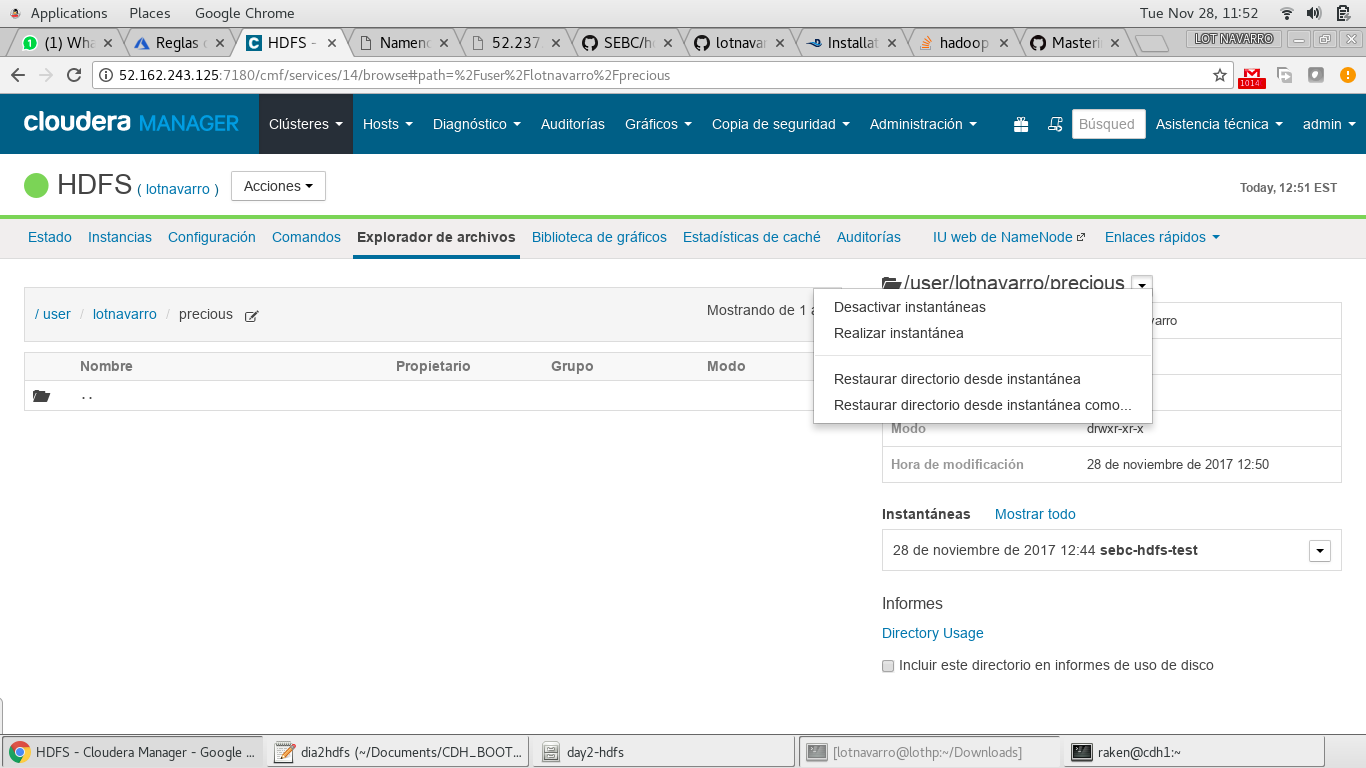 Applications Places Google Chrome Tue Nov 28, 11:52
(1) Wha Reglas d HDFS - Namenc 52.237. SEBC/h lotnava Installat hadoop Masterin LOT NAVARRO
52.162.243.125:7180/cmf/services/14/browse#path=%2Fuser%2Flotnavarro%2Fprecious 1014
cloudera MANAGER Clústeres Hosts Diagnóstico Auditorías Gráficos Copia de seguridad Administración Búsqued Asistencia técnica admin
HDFS ( lotnavarro ) Acciones Today, 12:51 EST
Estado Instancias Configuración Comandos Explorador de archivos Biblioteca de gráficos Estadísticas de caché Auditorías IU web de NameNode Enlaces rápidos
/user/lotnavarro/precious
/ user / lotnavarro / precious Mostrando de 1 a
Desactivar instantáneas
Realizar instantánea
Restaurar directorio desde instantánea
Restaurar directorio desde instantánea como...
varro
Nombre Propietario Grupo Modo
..
Modo drwxr-xr-x
Hora de modificación 28 de noviembre de 2017 12:50
Instantáneas Mostrar todo
28 de noviembre de 2017 12:44 sebc-hdfs-test
Informes
Directory Usage
Incluir este directorio en informes de uso de disco
HDFS - Cloudera Manager - Google ... dia2hdfs (~/Documents/CDH_BOOT... day2-hdfs [lotnavarro@lothp:~/Downloads] raken@cdh1:~